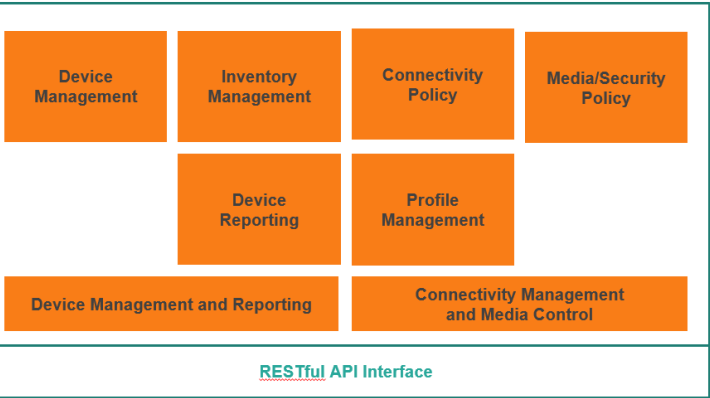 Device
Management
Inventory
Management
Connectivity
Policy
Media/Security
Policy
Device
Reporting
Profile
Management
Device Management and Reporting
Connectivity Management
and Media Control
RESTful API Interface